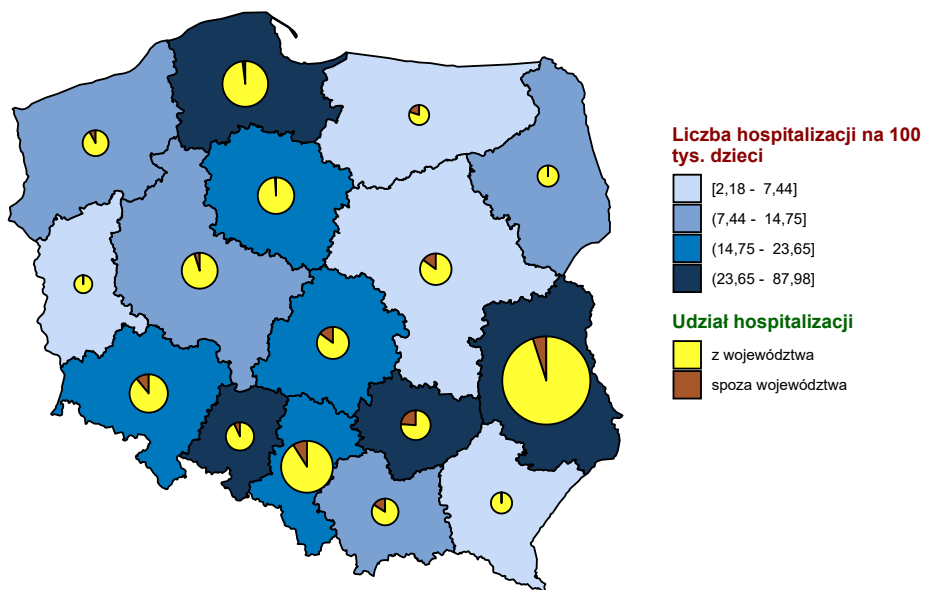 Liczba hospitalizacji na 100
tys. dzieci
[2,18 - 7,44]
(7,44 - 14,75]
(14,75 - 23,65]
(23,65 - 87,98]
Udział hospitalizacji
z województwa
spoza województwa